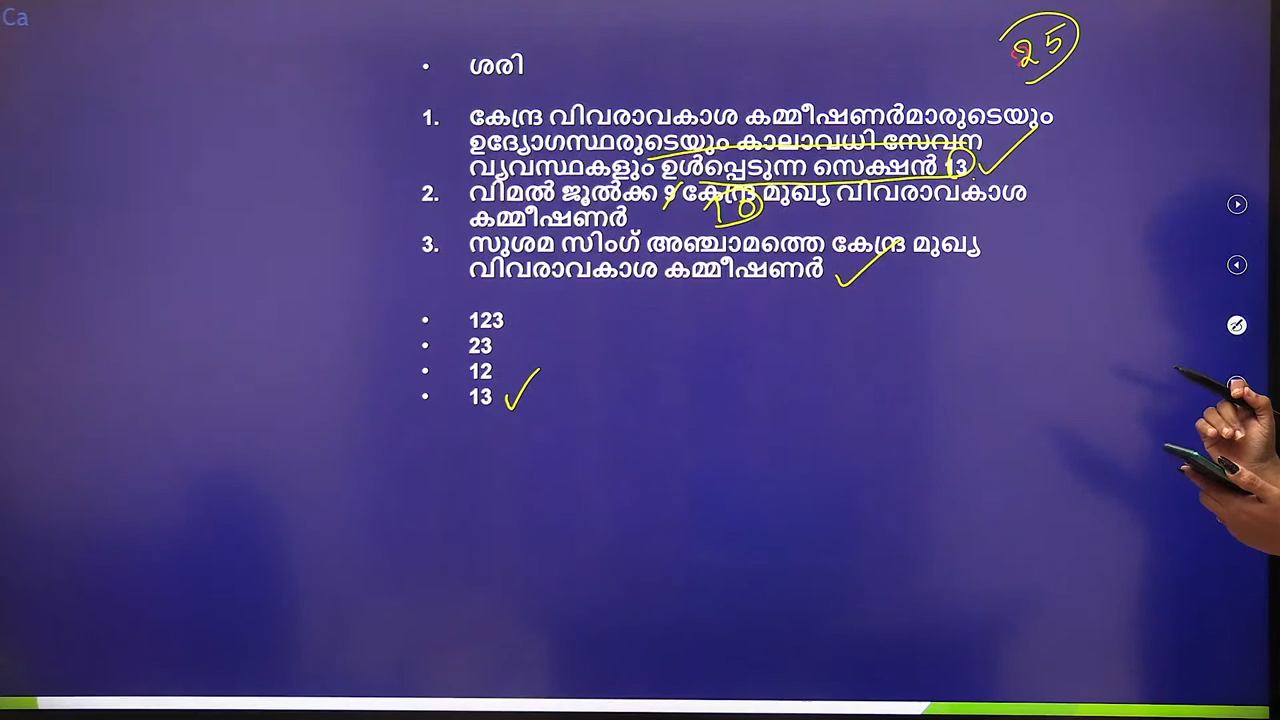 Ca
25
• ശരി
1. കേന്ദ്ര വിവരാവകാശ കമ്മീഷണർമാരുടെയും
ഉദ്യോഗസ്ഥരുടെയും കാലാവധി സേവന
വ്യവസ്ഥകളും ഉൾപ്പെടുന്ന സെക്ഷൻ 13
2. വിമൽ ജൂൽക്ക 9 കേന്ദ്ര മുഖ്യ വിവരാവകാശ
10
കമ്മീഷണർ
3. സുശമ സിംഗ് അഞ്ചാമത്തെ കേന്ദ്ര മുഖ്യ
വിവരാവകാശ കമ്മീഷണർ
• 123
• 23
• 12
• 13